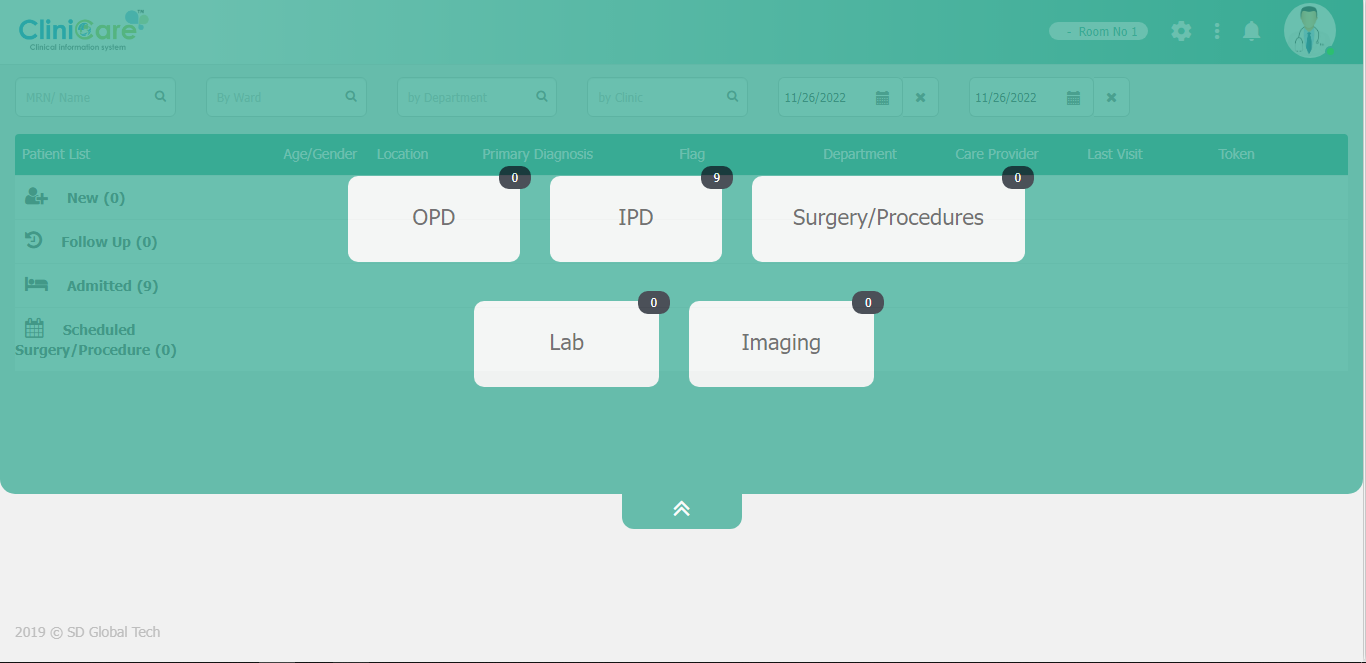 CliniCare™
Clinical Information system
- Room No 1
MRN/ Name
By Ward
by Department
by Clinic
11/26/2022
11/26/2022
Patient List Age/Gender Location Primary Diagnosis Flag Department Care Provider Last Visit Token
New (0)
Follow Up (0)
Admitted (9)
Scheduled
Surgery/Procedure (0)
0
OPD
9
IPD
0
Surgery/Procedures
0
Lab
0
Imaging
2019 © SD Global Tech